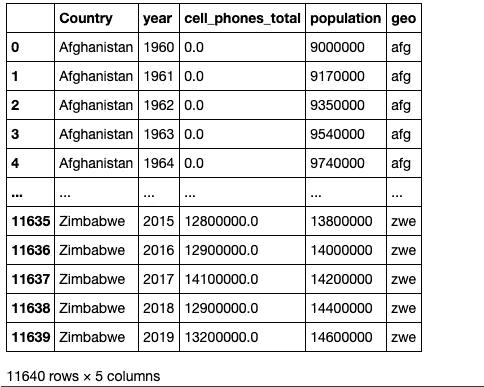 Country year cell_phones_total population geo
0 Afghanistan 1960 0.0 9000000 afg
1 Afghanistan 1961 0.0 9170000 afg
2 Afghanistan 1962 0.0 9350000 afg
3 Afghanistan 1963 0.0 9540000 afg
4 Afghanistan 1964 0.0 9740000 afg
... ... ... ... ... ...
11635 Zimbabwe 2015 12800000.0 13800000 zwe
11636 Zimbabwe 2016 12900000.0 14000000 zwe
11637 Zimbabwe 2017 14100000.0 14200000 zwe
11638 Zimbabwe 2018 12900000.0 14400000 zwe
11639 Zimbabwe 2019 13200000.0 14600000 zwe
11640 rows × 5 columns